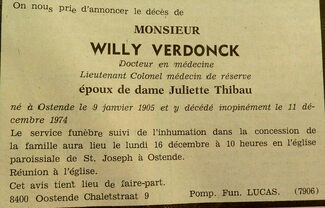 On nous prie d'annoncer le décès de
MONSIEUR
WILLY VERDONCK
Docteur en médecine
Lieutenant Colonel médecin de réserve
époux de dame Juliette Thibau
né à Ostende le 9 janvier 1905 et y décédé inopinément le 11
décembre 1974
Le service funèbre suivi de l'inhumation dans la concession de
la famille aura lieu le lundi 16 décembre à 10 heures en l'église
paroissiale de St. Joseph à Ostende.
Réunion à l'église.
Cet avis tient lieu de faire-part.
8400 Oostende Chaletstraat 9 Pomp. Fun. LUCAS. (7906)